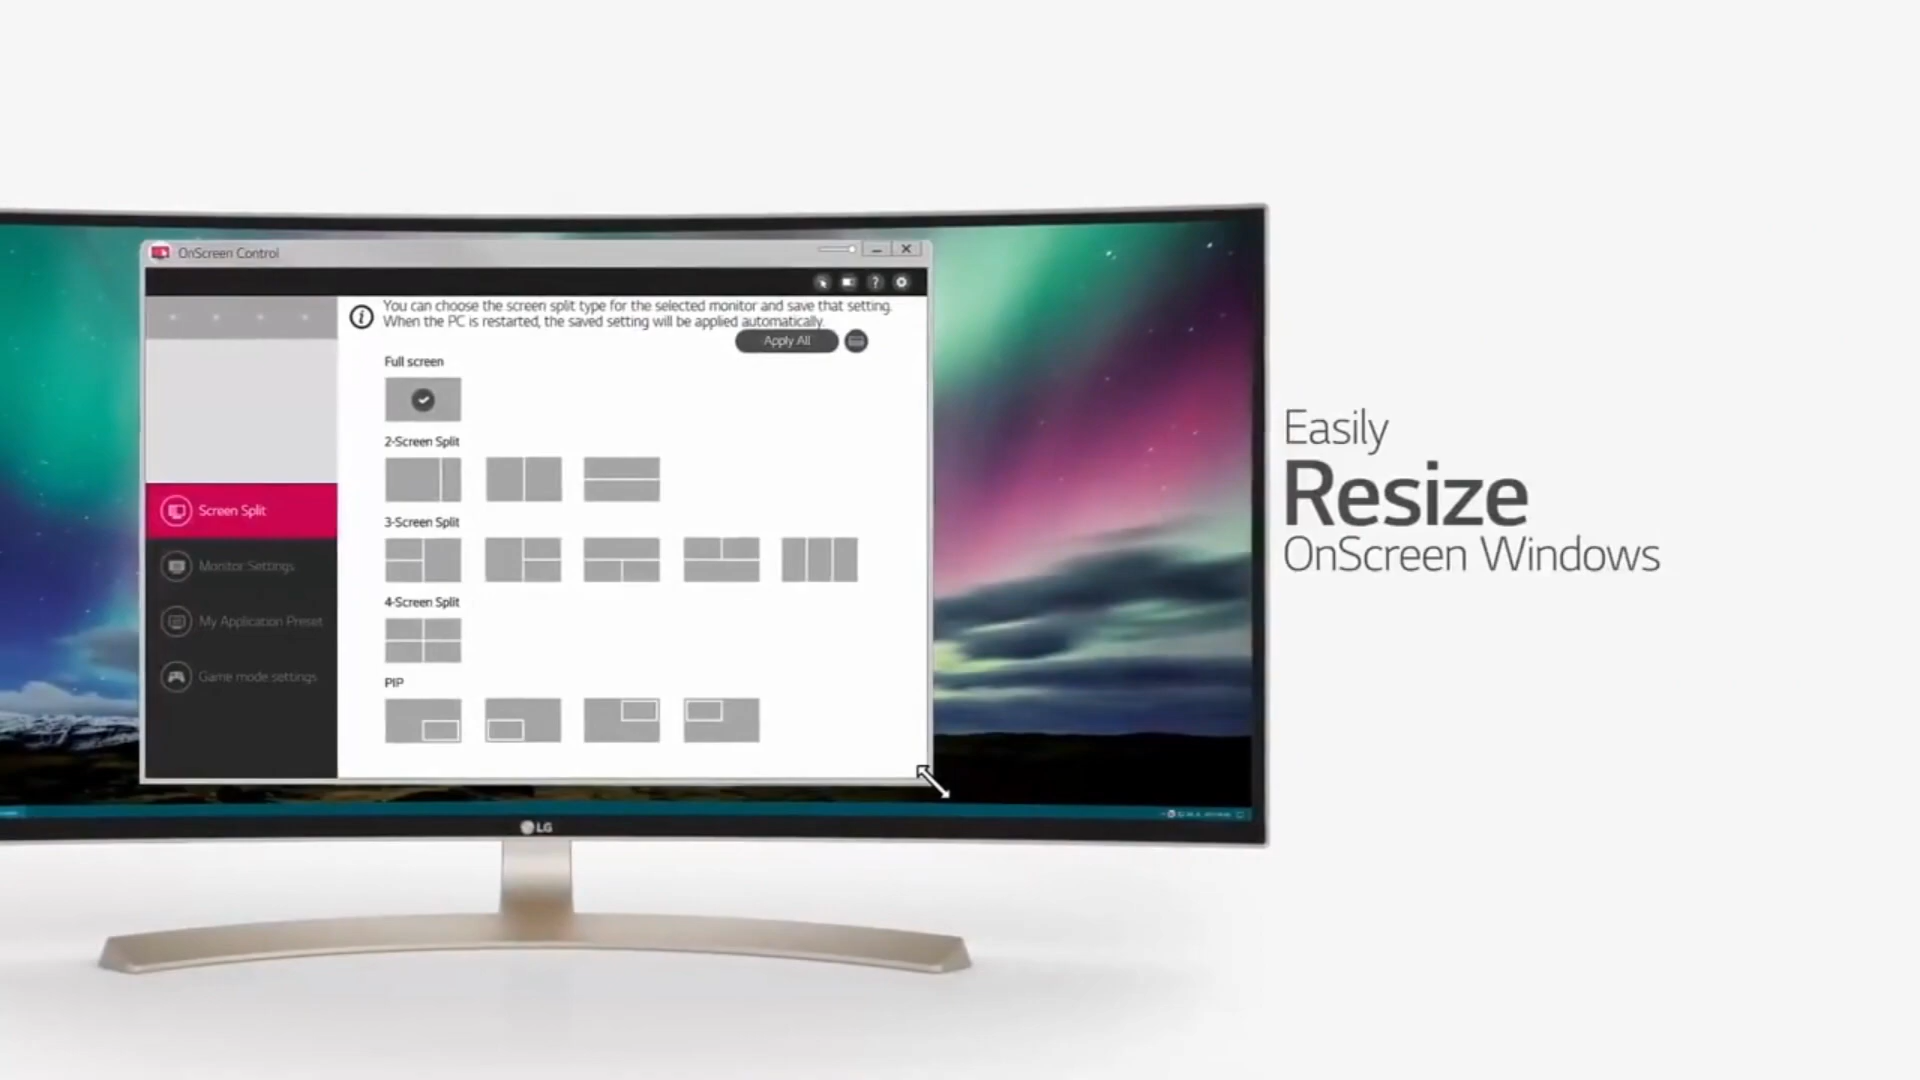 OnScreen Control
You can choose the screen split type for the selected monitor and save that setting.
When the PC is restarted, the saved setting will be applied automatically.
Apply All
Full screen
2-Screen Split
3-Screen Split
4-Screen Split
PIP
Screen Split
Monitor Settings
My Application Preset
Game mode settings
LG
Easily
Resize
OnScreen Windows